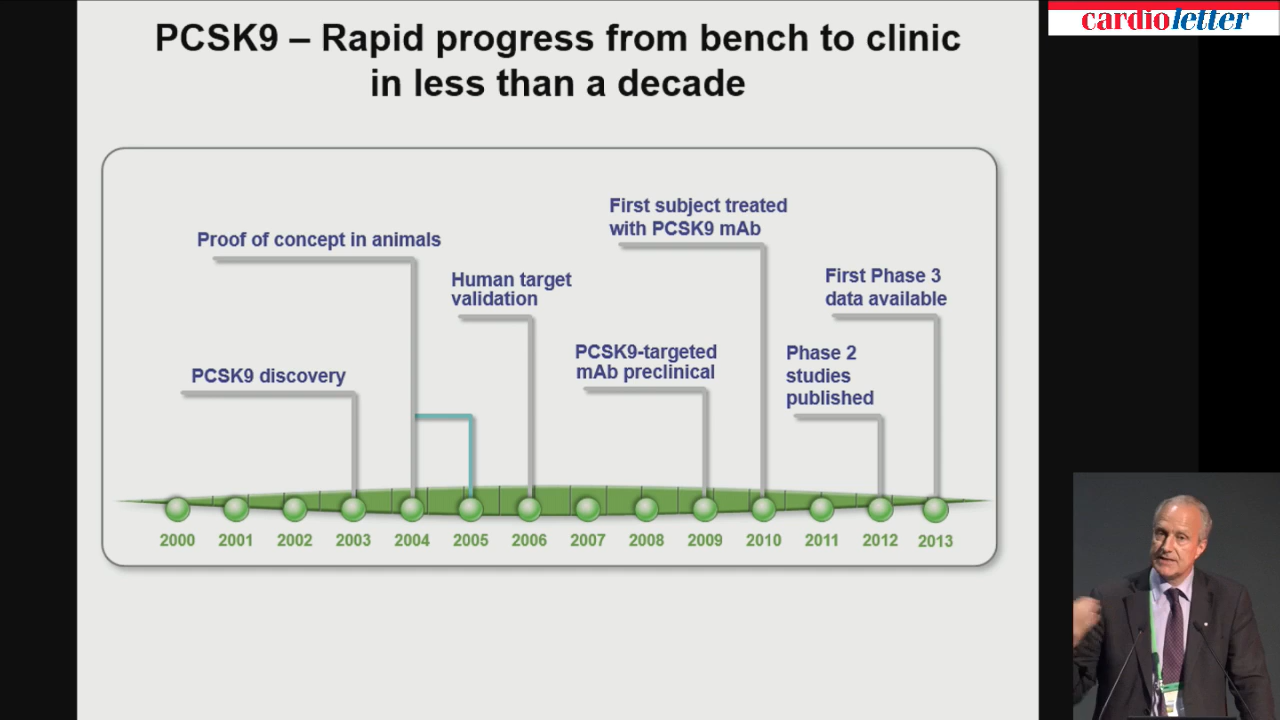 PCSK9 – Rapid progress from bench to clinic
in less than a decade
cardioletter
First subject treated
with PCSK9 mAb
Proof of concept in animals
Human target
validation
First Phase 3
data available
PCSK9-targeted
mAb preclinical
Phase 2
studies
published
PCSK9 discovery
2000 2001 2002 2003 2004 2005 2006 2007 2008 2009 2010 2011 2012 2013